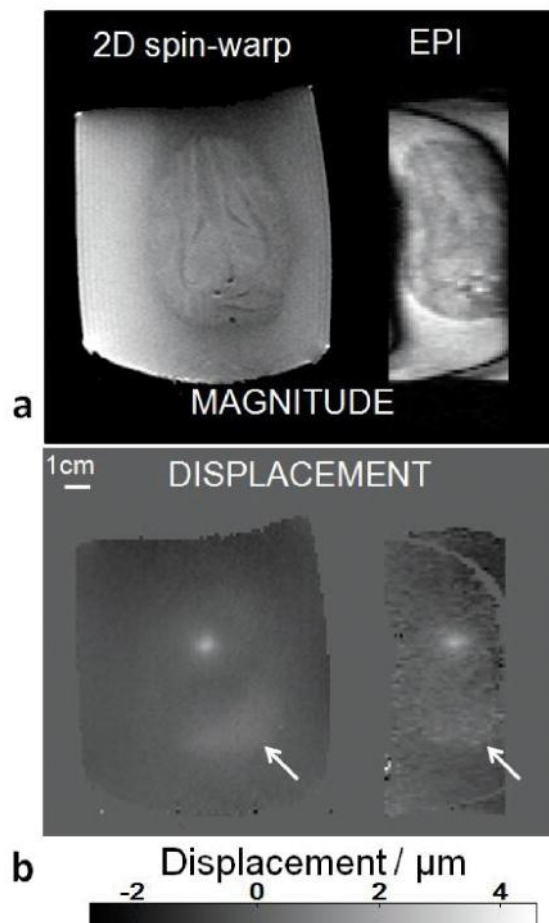 2D spin-warp EPI
MAGNITUDE
a
1cm DISPLACEMENT
b
Displacement / μm
-2 0 2 4